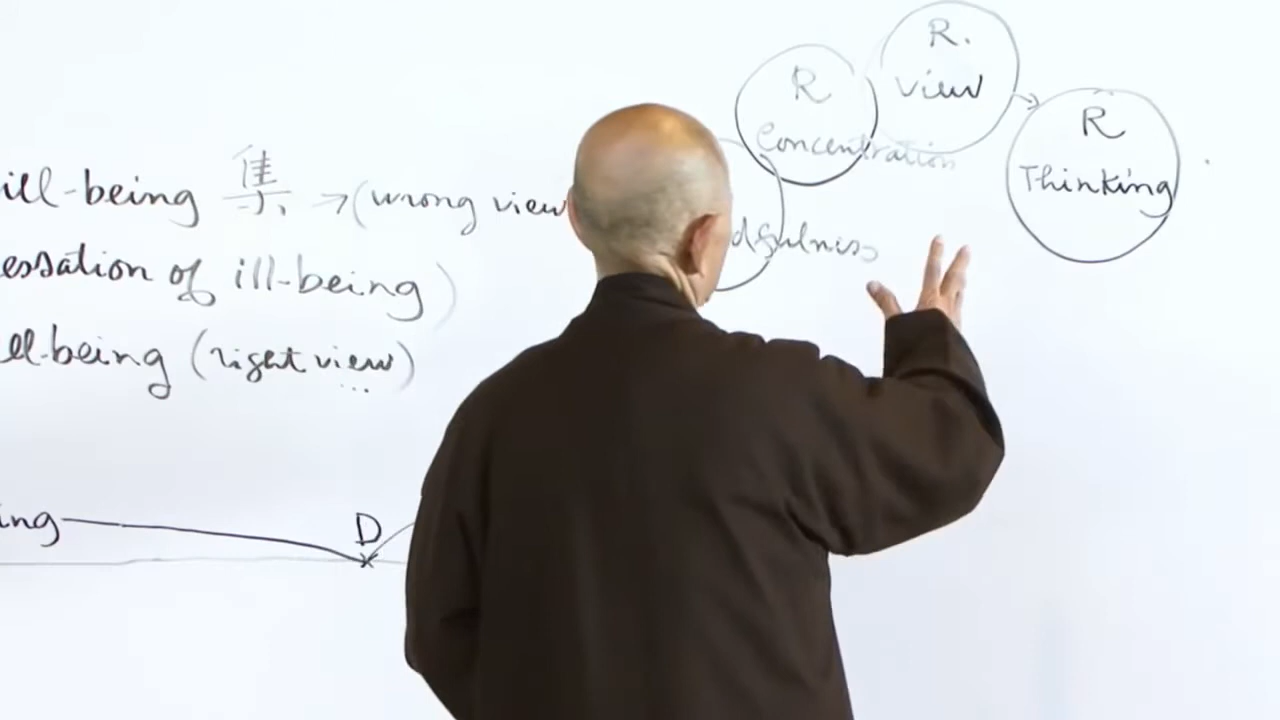 ill-being 集 → (wrong view
essation of ill-being)
ll-being (right view)
...
ing
D
R
Concentration
R.
view
R
Thinking
dfulness